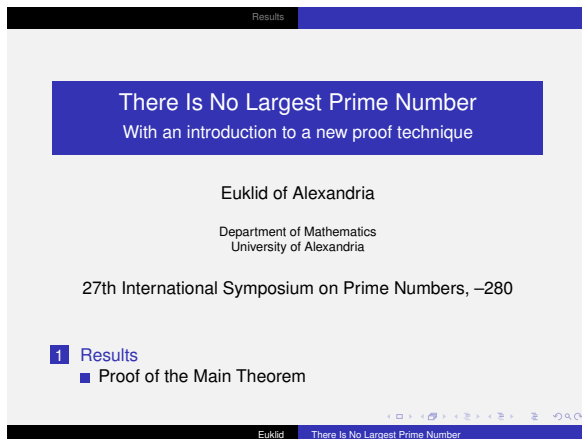 Results
There Is No Largest Prime Number
With an introduction to a new proof technique
Euklid of Alexandria
Department of Mathematics
University of Alexandria
27th International Symposium on Prime Numbers, –280
1 Results
Proof of the Main Theorem
Euklid There Is No Largest Prime Number